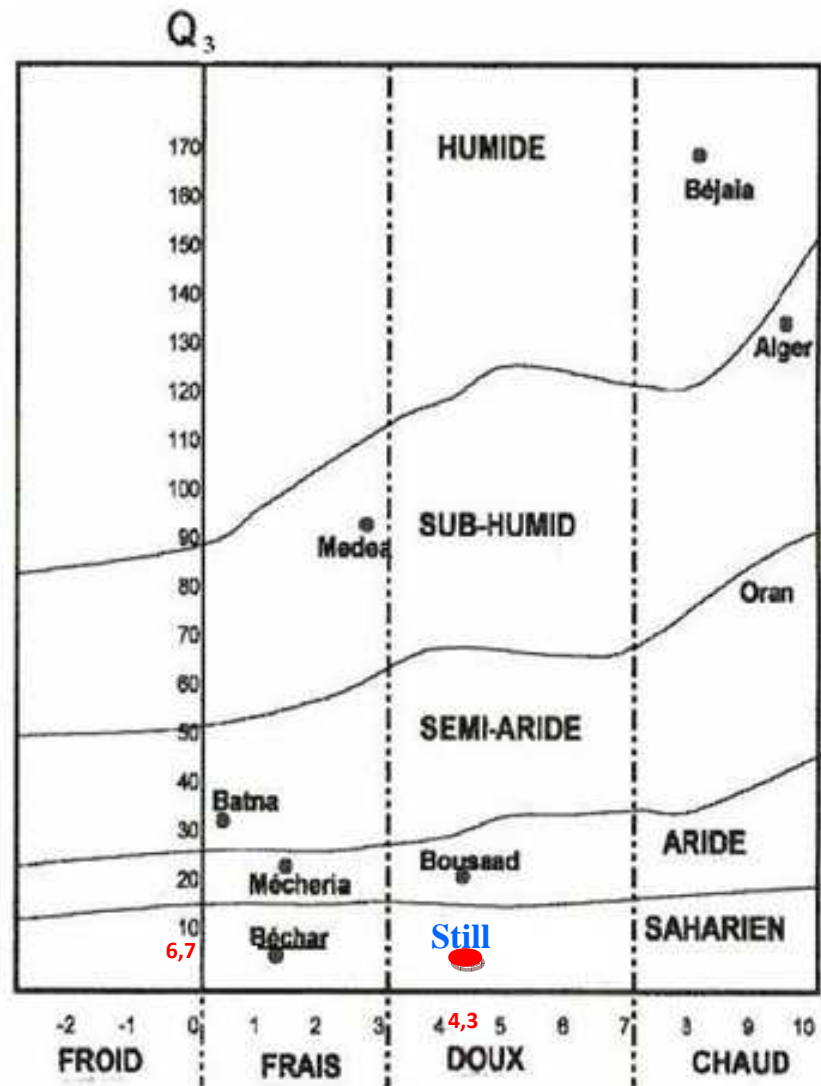 Q3
170
HUMIDE
160
Béjaia
150
140
130
Alger
120
110
100
90
Medea
SUB-HUMID
80
Oran
70
60
50
SEMI-ARIDE
40
Batna
30
Bousaad
ARIDE
20
Mécheria
10
Béchar
Still
SAHARIEN
6,7
-2 -1 0 1 2 3 4 4,3 5 6 7 8 9 10
FROID FRAIS DOUX CHAUD